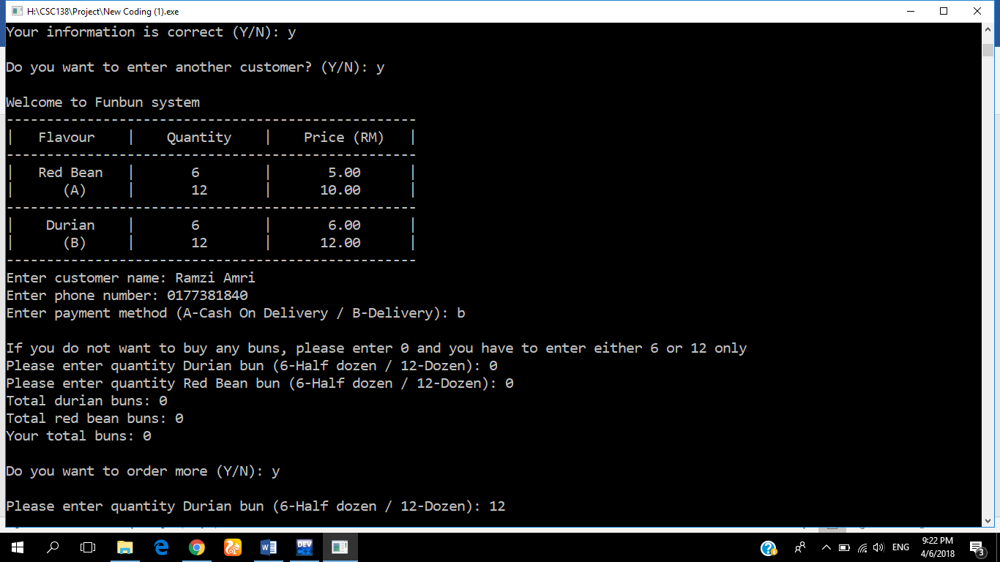 H:\CSC138\Project\New Coding (1).exe
Your information is correct (Y/N): y
Do you want to enter another customer? (Y/N): y
Welcome to Funbun system
---------------------------------------------------
|   Flavour    |    Quantity    |    Price (RM)   |
---------------------------------------------------
|   Red Bean   |       6        |       5.00      |
|      (A)     |       12       |      10.00      |
---------------------------------------------------
|    Durian    |       6        |       6.00      |
|      (B)     |       12       |      12.00      |
---------------------------------------------------
Enter customer name: Ramzi Amri
Enter phone number: 0177381840
Enter payment method (A-Cash On Delivery / B-Delivery): b
If you do not want to buy any buns, please enter 0 and you have to enter either 6 or 12 only
Please enter quantity Durian bun (6-Half dozen / 12-Dozen): 0
Please enter quantity Red Bean bun (6-Half dozen / 12-Dozen): 0
Total durian buns: 0
Total red bean buns: 0
Your total buns: 0
Do you want to order more (Y/N): y
Please enter quantity Durian bun (6-Half dozen / 12-Dozen): 12
DEV
C++
ENG
9:22 PM
4/6/2018
3